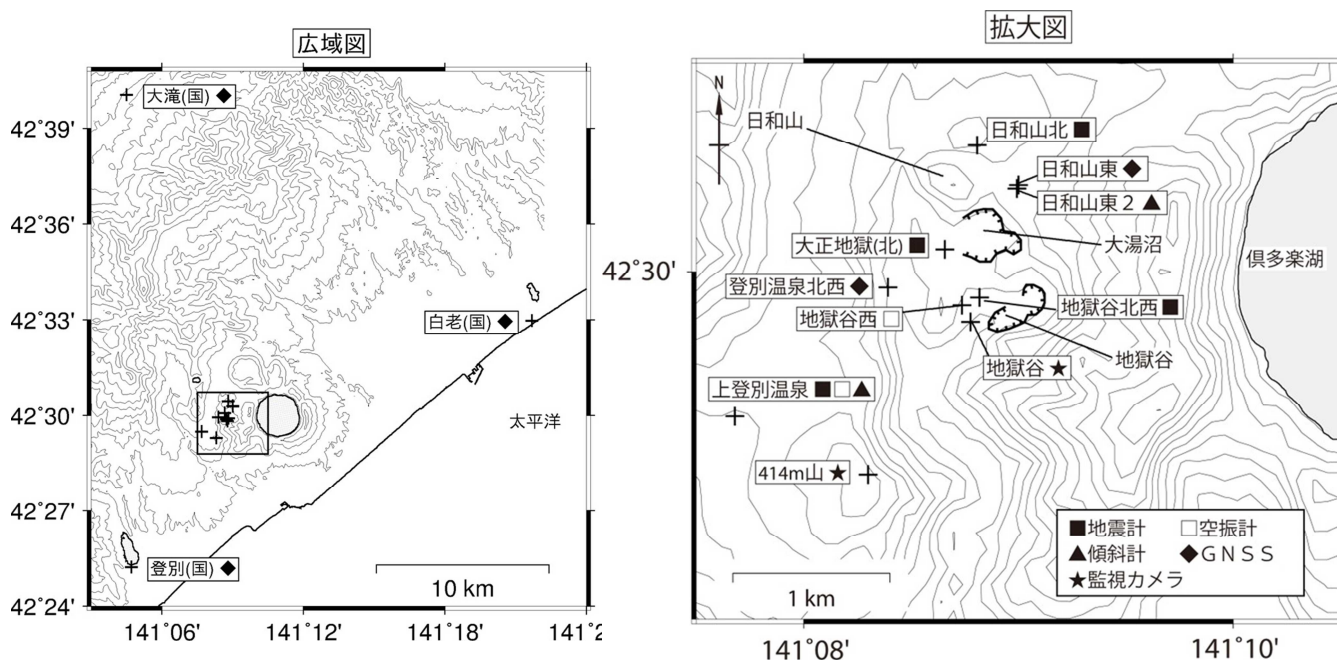 広域図
大滝(国) ◆
42°39'
42°36'
42°33'
白老(国) ◆
42°30'
太平洋
42°27'
登別(国) ◆
10 km
42°24'
141°06'
141°12'
141°18'
141°2
拡大図
N
日和山
日和山北 ■
日和山東 ◆
日和山東2 ▲
大正地獄(北) ■
大湯沼
倶多楽湖
42°30'
登別温泉北西 ◆
地獄谷西 □
地獄谷北西 ■
地獄谷
地獄谷 ★
上登別温泉 ■ □ ▲
414m山 ★
■地震計 □空振計
▲傾斜計 ◆GNSS
★監視カメラ
1 km
141°08'
141°10'